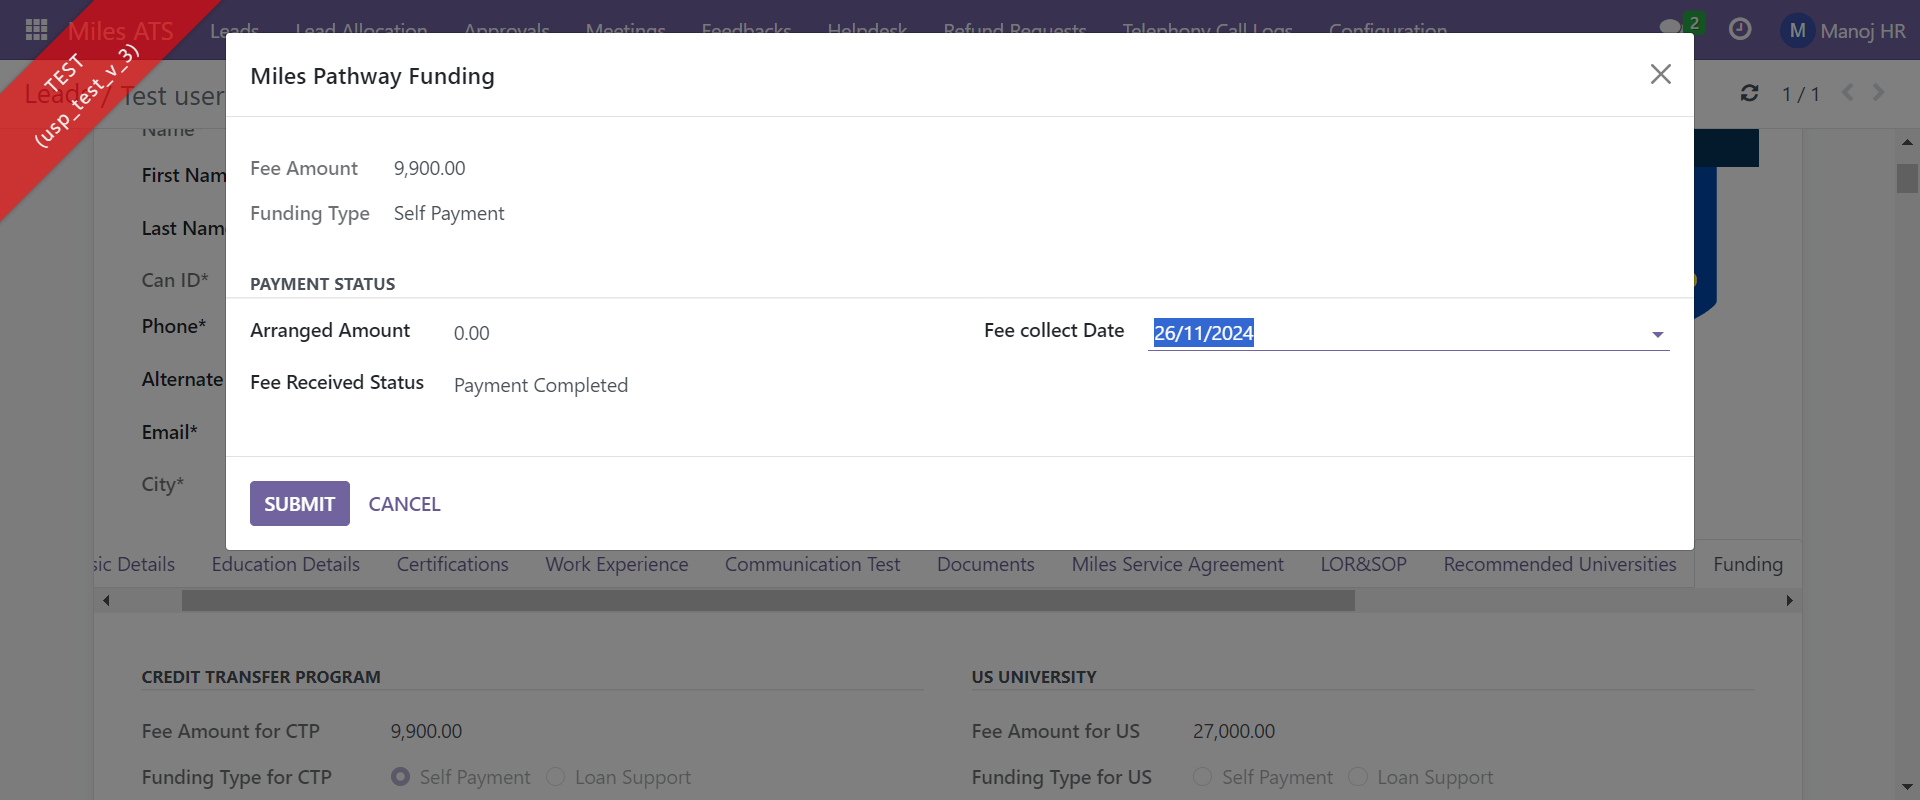 Miles ATS Leads Lead Allocation Approvals Meetings Feedbacks Helpdesk Refund Requests Telephony Call Logs Configuration 2 M Manoj HR
TEST
(usp_test_v_3)
Leads / Test user
1 / 1
Miles Pathway Funding
Name
First Nam
Last Nam
Can ID*
Phone*
Alternate
Email*
City*
Fee Amount 9,900.00
Funding Type Self Payment
PAYMENT STATUS
Arranged Amount 0.00
Fee collect Date 26/11/2024
Fee Received Status Payment Completed
SUBMIT CANCEL
sic Details Education Details Certifications Work Experience Communication Test Documents Miles Service Agreement LOR&SOP Recommended Universities Funding
CREDIT TRANSFER PROGRAM
Fee Amount for CTP 9,900.00
Funding Type for CTP Self Payment Loan Support
US UNIVERSITY
Fee Amount for US 27,000.00
Funding Type for US Self Payment Loan Support